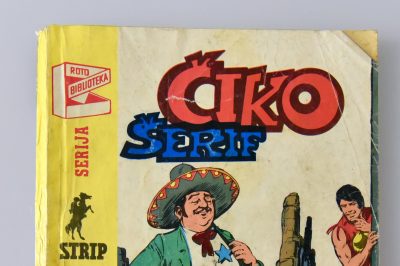 ROTO
BIBLIOTEKA
SERIJA
STRIP
ČIKO
ŠERIF